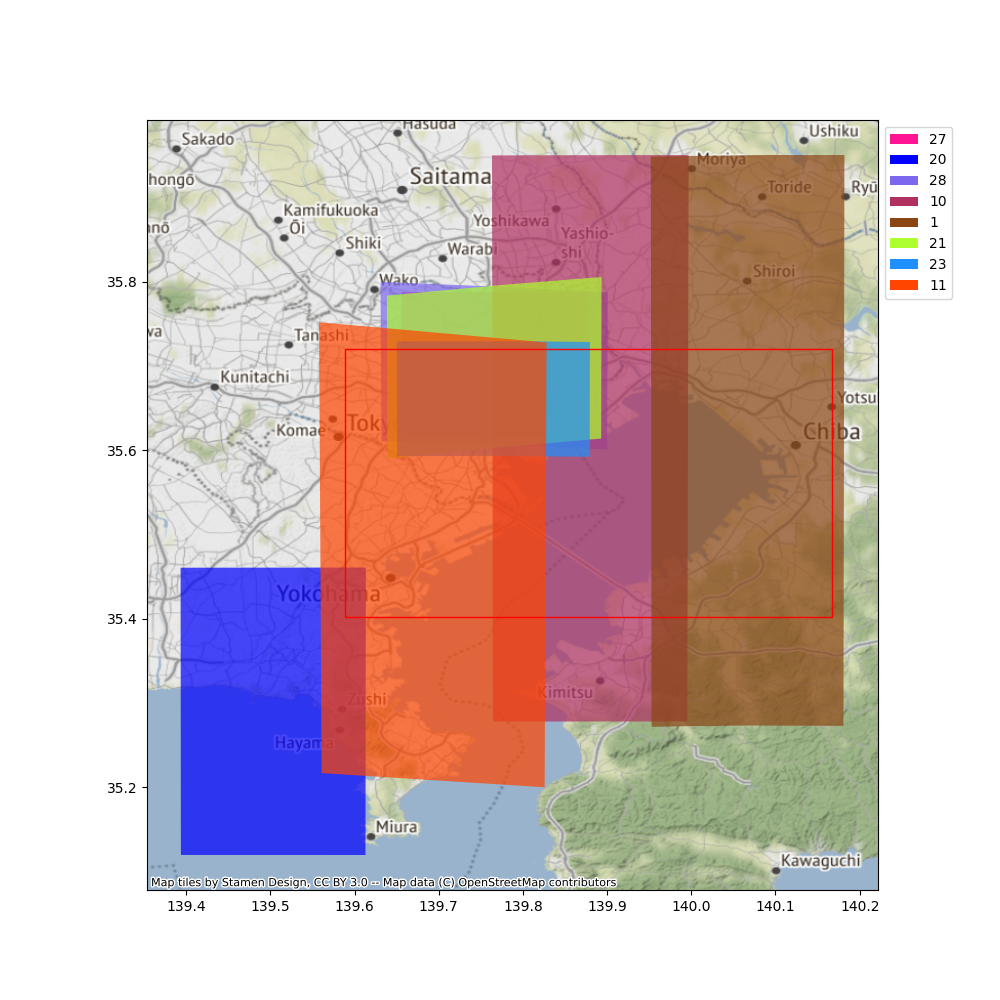 Hasuda
Ushiku
Sakado
Moriya
Saitama
hongō
Toride
Ryū
Kamifukuoka
Yoshikawa
Ōi
nnō
Yashio-
shi
Shiki
Warabi
Shiroi
Wako
Tanashi
wa
Kunitachi
Yotsu
Komae
Toky
Chiba
Yokohama
Kimitsu
Zushi
Hayama
Miura
Kawaguchi
Map tiles by Stamen Design, CC BY 3.0 -- Map data (C) OpenStreetMap contributors
35.8
35.6
35.4
35.2
139.4 139.5 139.6 139.7 139.8 139.9 140.0 140.1 140.2
27
20
28
10
1
21
23
11